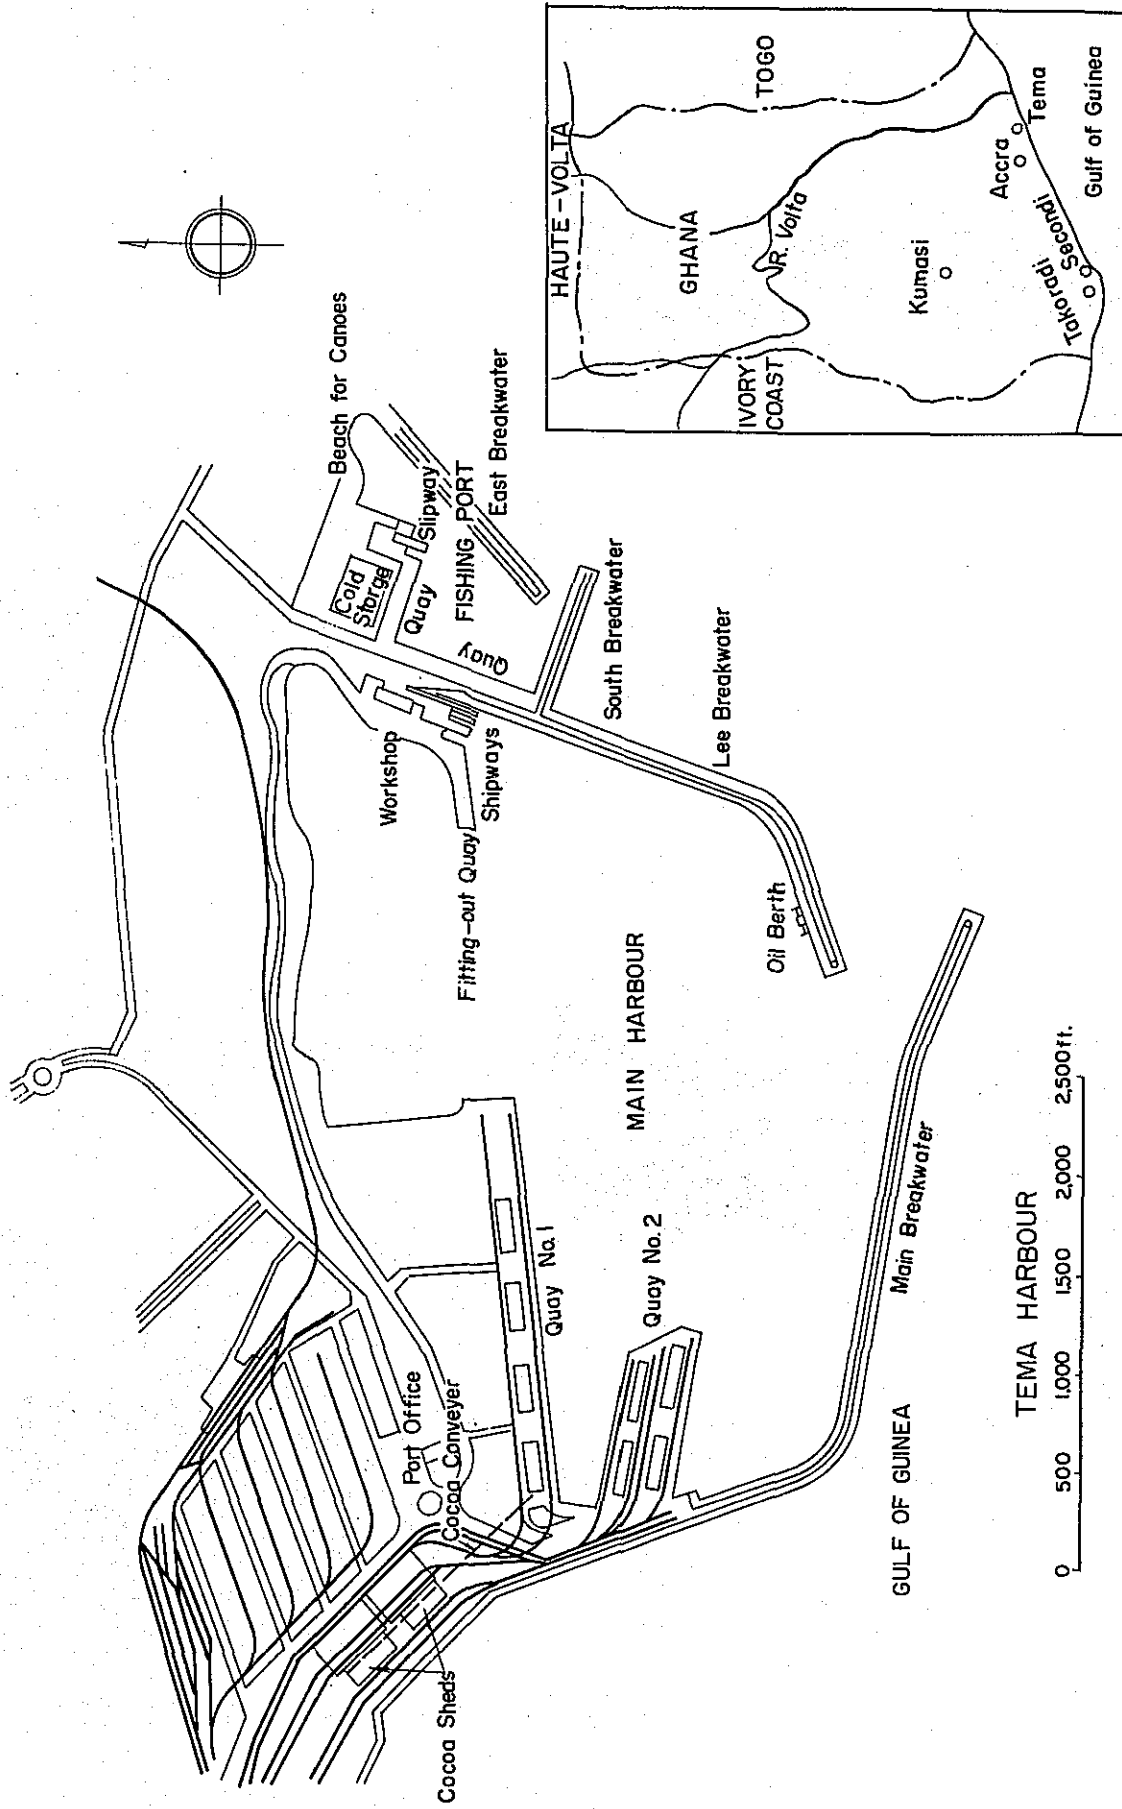 Beach for Canoes
Cold
Storge
Slipway
Quay
FISHING PORT
East Breakwater
Quay
South Breakwater
Lee Breakwater
Workshop
Shipways
Fitting-out Quay
Oil Berth
MAIN HARBOUR
Port Office
Cocoa Conveyer
Quay No.1
Quay No.2
Main Breakwater
Cocoa Sheds
GULF OF GUINEA
TEMA HARBOUR
0 500 1,000 1,500 2,000 2,500ft.
HAUTE-VOLTA
TOGO
GHANA
R. Volta
IVORY
COAST
Kumasi
Accra
Tema
Takoradi
Secondi
Gulf of Guinea